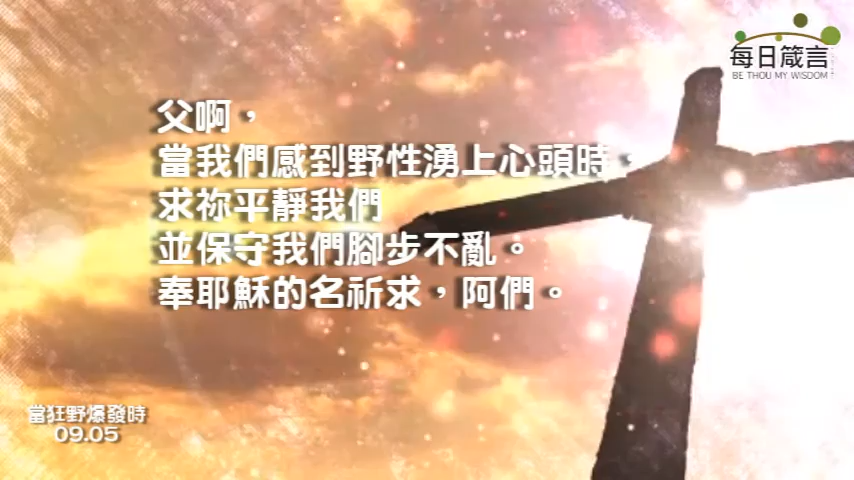 每日箴言
BE THOU MY WISDOM
父啊，
當我們感到野性湧上心頭時，
求祢平靜我們
並保守我們腳步不亂。
奉耶穌的名祈求，阿們。
當狂野爆發時
09.05